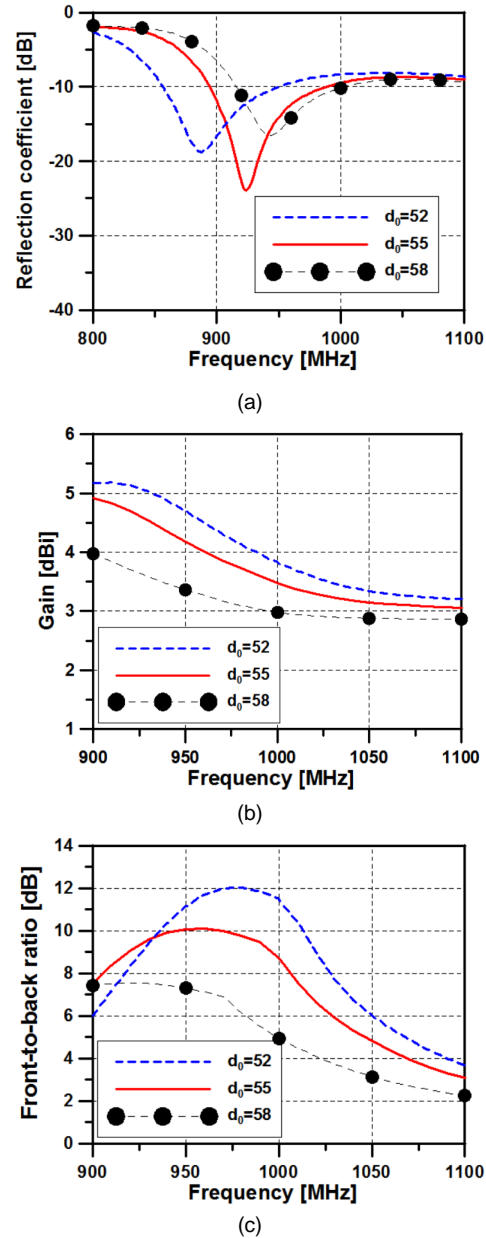 0
-10
-20
-30
-40
Reflection coefficient [dB]
d₀=52
d₀=55
d₀=58
800 900 1000 1100
Frequency [MHz]
(a)
6
5
4
3
2
1
Gain [dBi]
d₀=52
d₀=55
d₀=58
900 950 1000 1050 1100
Frequency [MHz]
(b)
14
12
10
8
6
4
2
0
Front-to-back ratio [dB]
d₀=52
d₀=55
d₀=58
900 950 1000 1050 1100
Frequency [MHz]
(c)